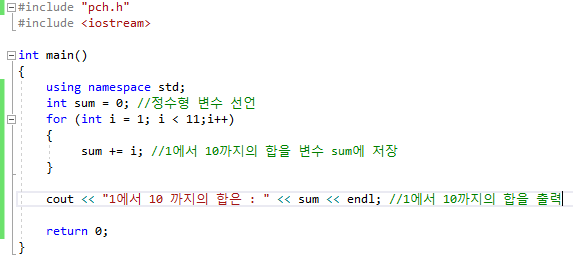 #include "pch.h"
#include <iostream>
int main()
{
using namespace std;
int sum = 0; //정수형 변수 선언
for (int i = 1; i < 11;i++)
{
sum += i; //1에서 10까지의 합을 변수 sum에 저장
}
cout << "1에서 10 까지의 합은 : " << sum << endl; //1에서 10까지의 합을 출력
return 0;
}